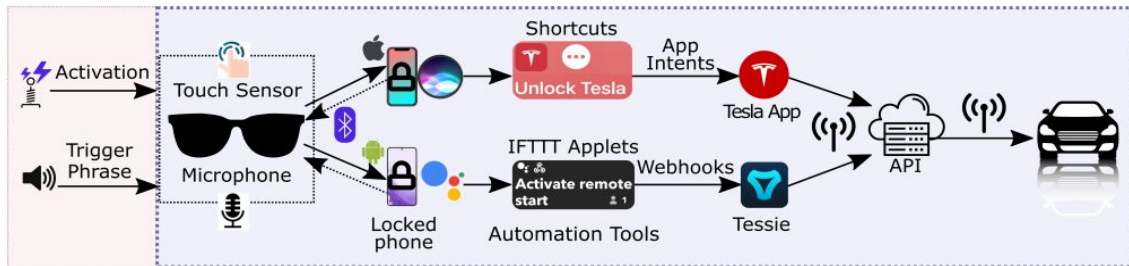 Activation
Trigger
Phrase
Touch Sensor
Microphone
Locked
phone
Shortcuts
Unlock Tesla
IFTTT Applets
Activate remote
start
1
Automation Tools
App
Intents
Webhooks
Tesla App
Tessie
API